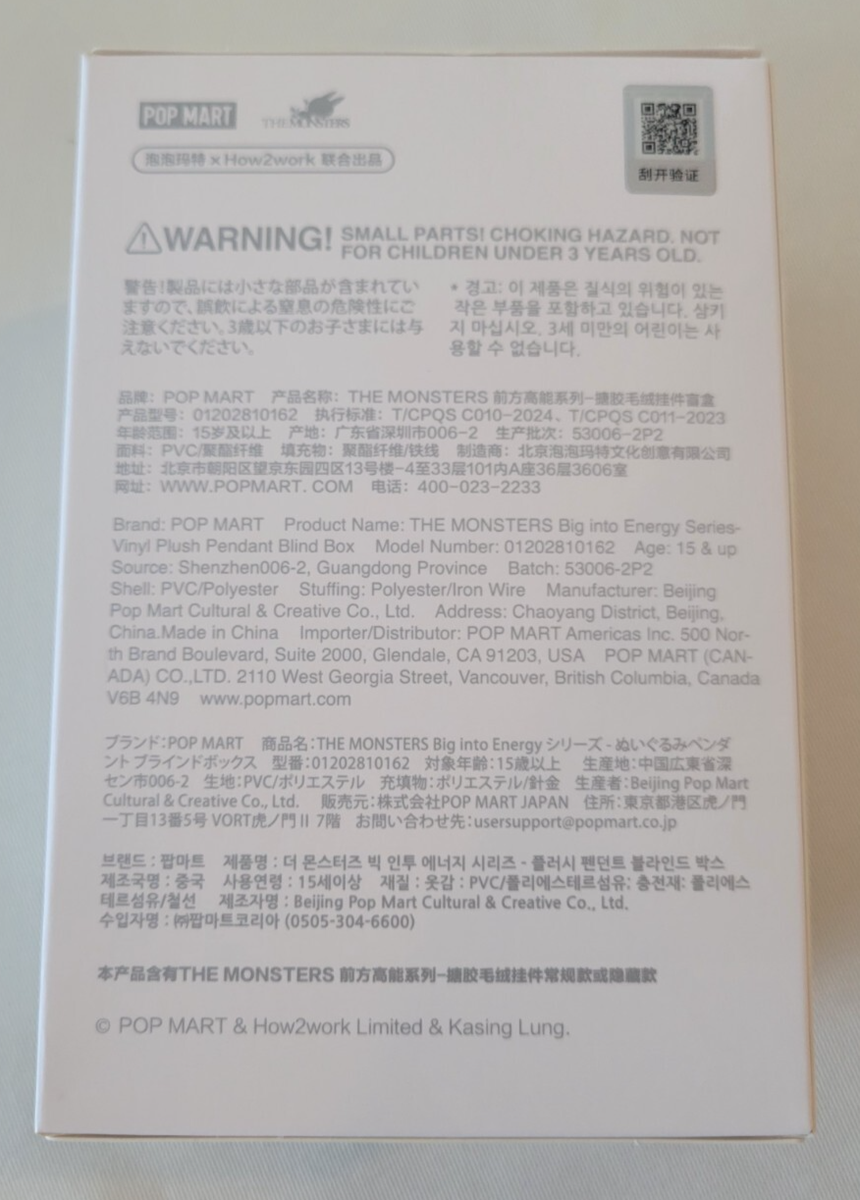 POP MART
THE MONSTERS
泡泡玛特 × How2work 联合出品
刮开验证
WARNING! SMALL PARTS! CHOKING HAZARD. NOT
FOR CHILDREN UNDER 3 YEARS OLD.
警告!製品には小さな部品が含まれてい
ますので、誤飲による窒息の危険性にご
注意ください。3歳以下のお子さまには与
えないでください。
* 경고: 이 제품은 질식의 위험이 있는
작은 부품을 포함하고 있습니다. 삼키
지 마십시오. 3세 미만의 어린이는 사
용할 수 없습니다.
品牌: POP MART 产品名称: THE MONSTERS 前方高能系列-搪胶毛绒挂件盲盒
产品型号: 01202810162 执行标准: T/CPQS C010-2024、T/CPQS C011-2023
年龄范围: 15岁及以上 产地: 广东省深圳市006-2 生产批次: 53006-2P2
面料: PVC/聚酯纤维 填充物: 聚酯纤维/铁线 制造商: 北京泡泡玛特文化创意有限公司
地址: 北京市朝阳区望京东园四区13号楼-4至33层101内A座36层3606室
网址: WWW.POPMART. COM 电话: 400-023-2233
Brand: POP MART Product Name: THE MONSTERS Big into Energy Series-
Vinyl Plush Pendant Blind Box Model Number: 01202810162 Age: 15 & up
Source: Shenzhen006-2, Guangdong Province Batch: 53006-2P2
Shell: PVC/Polyester Stuffing: Polyester/Iron Wire Manufacturer: Beijing
Pop Mart Cultural & Creative Co., Ltd. Address: Chaoyang District, Beijing,
China.Made in China Importer/Distributor: POP MART Americas Inc. 500 Nor-
th Brand Boulevard, Suite 2000, Glendale, CA 91203, USA POP MART (CAN-
ADA) CO.,LTD. 2110 West Georgia Street, Vancouver, British Columbia, Canada
V6B 4N9 www.popmart.com
ブランド:POP MART 商品名:THE MONSTERS Big into Energy シリーズ - ぬいぐるみペンダ
ント ブラインドボックス 型番:01202810162 対象年齢:15歳以上 生産地:中国広東省深
セン市006-2 生地:PVC/ポリエステル 充填物:ポリエステル/針金 生産者:Beijing Pop Mart
Cultural & Creative Co., Ltd. 販売元:株式会社POP MART JAPAN 住所:東京都港区虎ノ門
一丁目13番5号 VORT虎ノ門Ⅱ 7階 お問い合わせ先:usersupport@popmart.co.jp
브랜드 : 팝마트 제품명 : 더 몬스터즈 빅 인투 에너지 시리즈 - 플러시 펜던트 블라인드 박스
제조국명 : 중국 사용연령 : 15세이상 재질 : 옷감 : PVC/폴리에스테르섬유; 충전재: 폴리에스
테르섬유/철선 제조자명 : Beijing Pop Mart Cultural & Creative Co., Ltd.
수입자명 : ㈜팝마트코리아 (0505-304-6600)
本产品含有THE MONSTERS 前方高能系列-搪胶毛绒挂件常规款或隐藏款
© POP MART & How2work Limited & Kasing Lung.